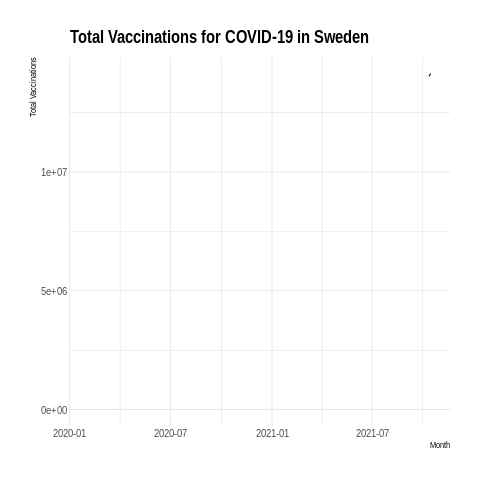 Total Vaccinations for COVID-19 in Sweden
Total Vaccinations
1e+07
5e+06
0e+00
2020-01 2020-07 2021-01 2021-07
Month